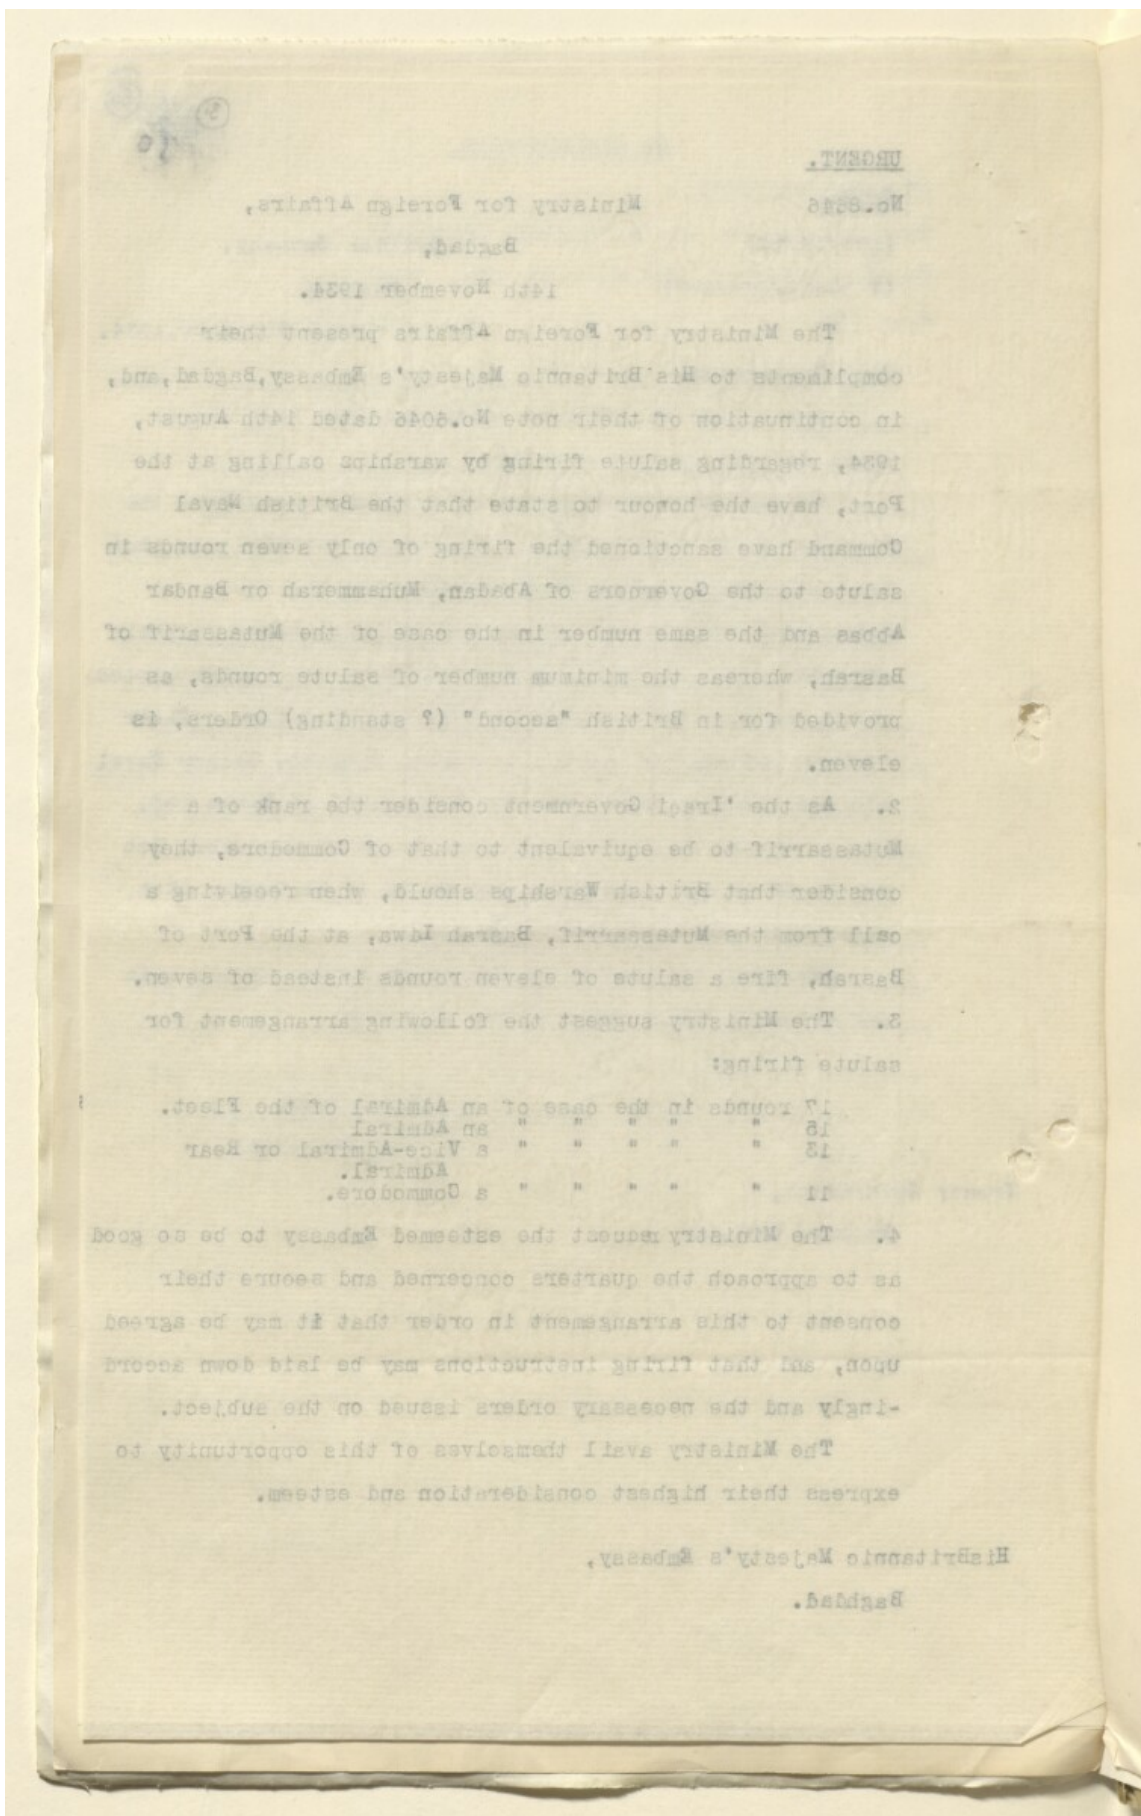 URGENT.
No.8646 Ministry for Foreign Affairs,
Bagdad,
14th November 1934.
The Ministry for Foreign Affairs present their
compliments to His Britannic Majesty's Embassy,Bagdad,and,
in continuation of their note No.6046 dated 14th August,
1934, regarding salute firing by warships calling at the
Port, have the honour to state that the British Naval
Command have sanctioned the firing of only seven rounds in
salute to the Governors of Abadan, Muhammerah or Bandar
Abbas and the same number in the case of the Mutassarif of
Basrah, whereas the minimum number of salute rounds, as
provided for in British "second" (? standing) Orders, is
eleven.
2. As the 'Iraqi Government consider the rank of a
Mutassarrif to be equivalent to that of Commodore, they
consider that British Warships should, when receiving a
call from the Mutassarrif, Basrah Liwa, at the Port of
Basrah, fire a salute of eleven rounds instead of seven.
3. The Ministry suggest the following arrangement for
salute firing:
17 rounds in the case of an Admiral of the Fleet.
15 " " " " " an Admiral
13 " " " " " a Vice-Admiral or Rear
Admiral.
11 " " " " " a Commodore.
4. The Ministry request the esteemed Embassy to be so good
as to approach the quarters concerned and secure their
consent to this arrangement in order that it may be agreed
upon, and that firing instructions may be laid down accord
-ingly and the necessary orders issued on the subject.
The Ministry avail themselves of this opportunity to
express their highest consideration and esteem.
HisBritannic Majesty's Embassy,
Baghdad.